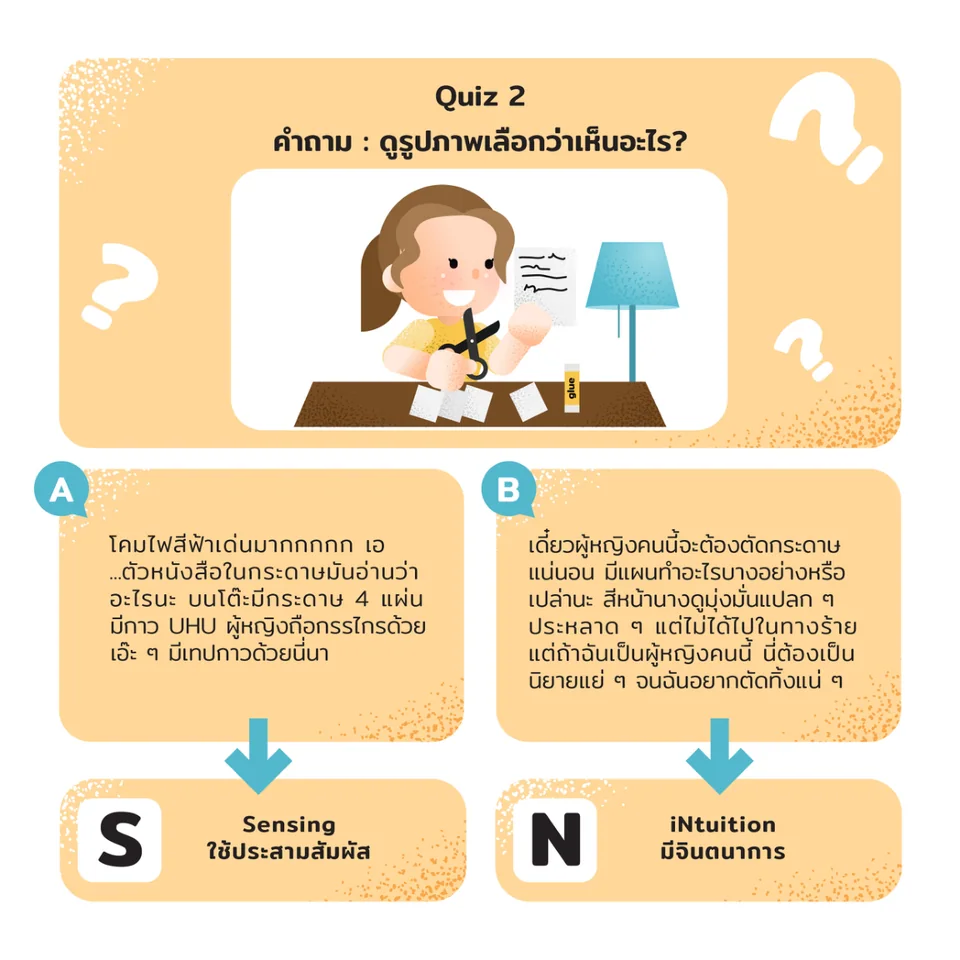 Quiz 2
คำถาม : ดูรูปภาพเลือกว่าเห็นอะไร?
glue
A
โคมไฟสีฟ้าเด่นมากกกกก เอ
...ตัวหนังสือในกระดาษมันอ่านว่า
อะไรนะ บนโต๊ะมีกระดาษ 4 แผ่น
มีกาว UHU ผู้หญิงถือกรรไกรด้วย
เอ๊ะ ๆ มีเทปกาวด้วยนี่นา
B
เดี๋ยวผู้หญิงคนนี้จะต้องตัดกระดาษ
แน่นอน มีแผนทำอะไรบางอย่างหรือ
เปล่านะ สีหน้านางดูมุ่งมั่นแปลก ๆ
ประหลาด ๆ แต่ไม่ได้ไปในทางร้าย
แต่ถ้าฉันเป็นผู้หญิงคนนี้ นี่ต้องเป็น
นิยายแย่ ๆ จนฉันอยากตัดทิ้งแน่ ๆ
S
Sensing
ใช้ประสามสัมผัส
N
iNtuition
มีจินตนาการ